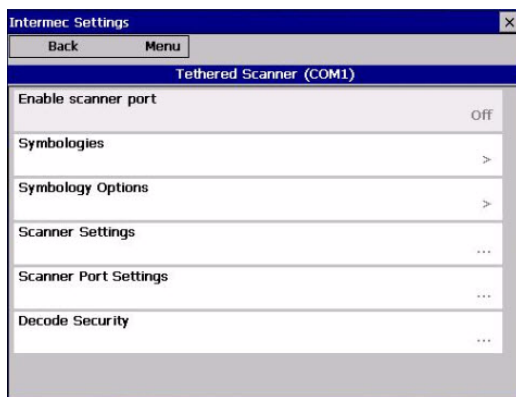 Intermec Settings
Back Menu
Tethered Scanner (COM1)
Enable scanner port
Off
Symbologies
>
Symbology Options
>
Scanner Settings
...
Scanner Port Settings
...
Decode Security
...